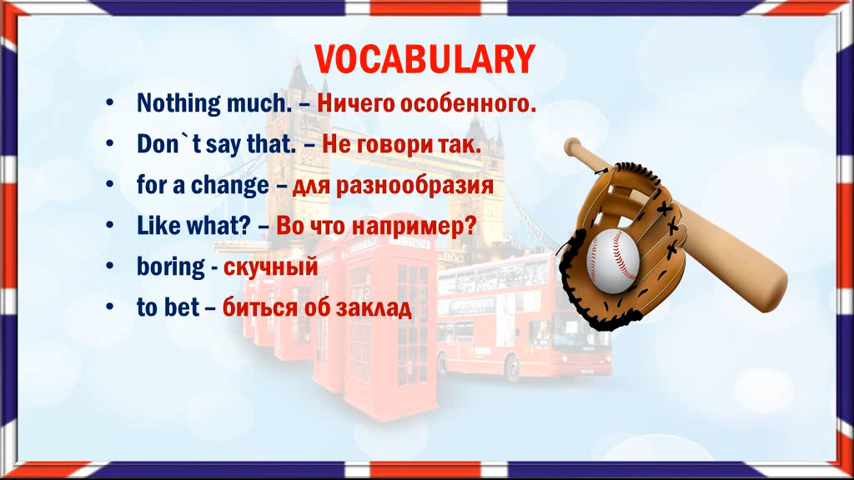 VOCABULARY
• Nothing much. – Ничего особенного.
• Don`t say that. – Не говори так.
• for a change – для разнообразия
• Like what? – Во что например?
• boring - скучный
• to bet – биться об заклад